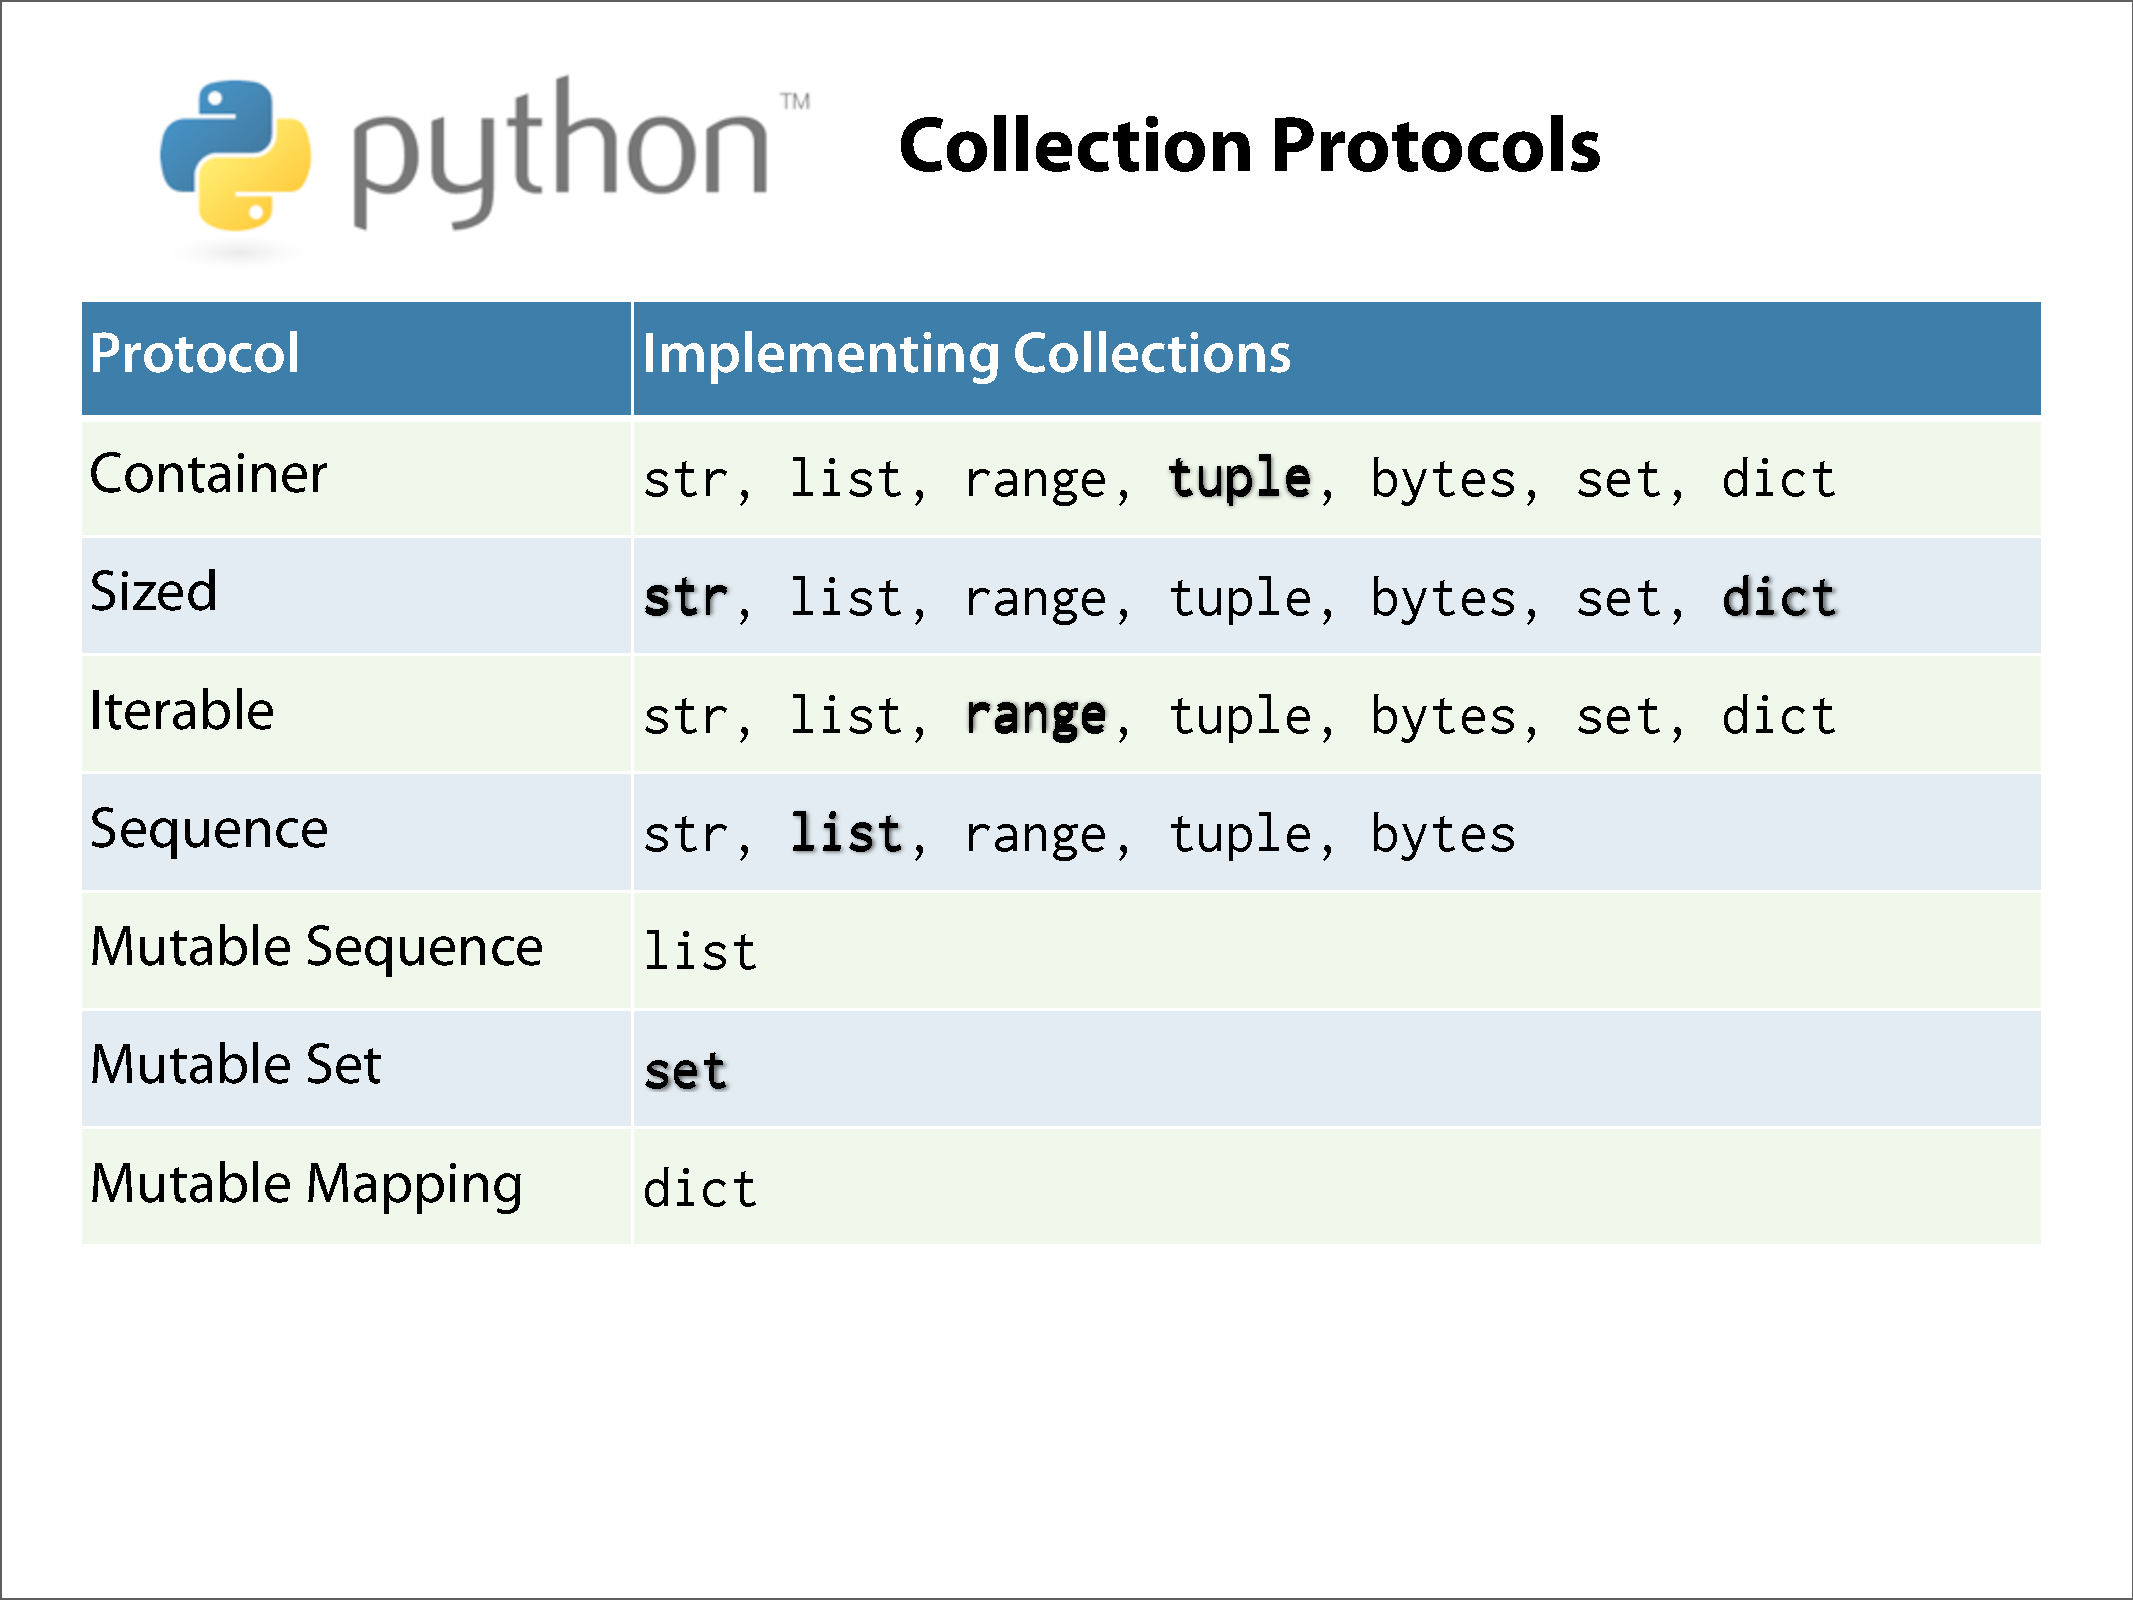 python™ Collection Protocols
Protocol Implementing Collections
Container str, list, range, tuple, bytes, set, dict
Sized str, list, range, tuple, bytes, set, dict
Iterable str, list, range, tuple, bytes, set, dict
Sequence str, list, range, tuple, bytes
Mutable Sequence list
Mutable Set set
Mutable Mapping dict